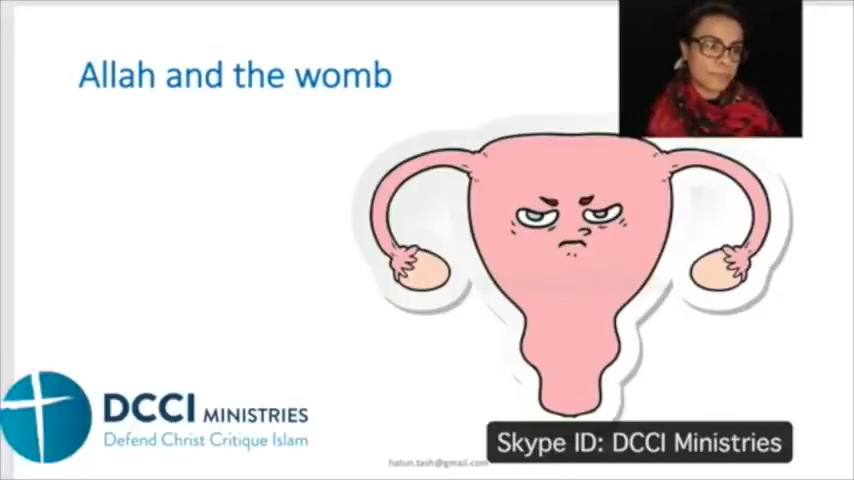 Allah and the womb
DCCI MINISTRIES
Defend Christ Critique Islam
hatun.tash@gmail.com
Skype ID: DCCI Ministries